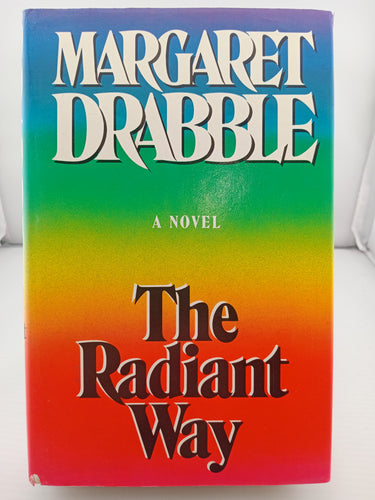 MARGARET
DRABBLE
A NOVEL
The
Radiant
Way